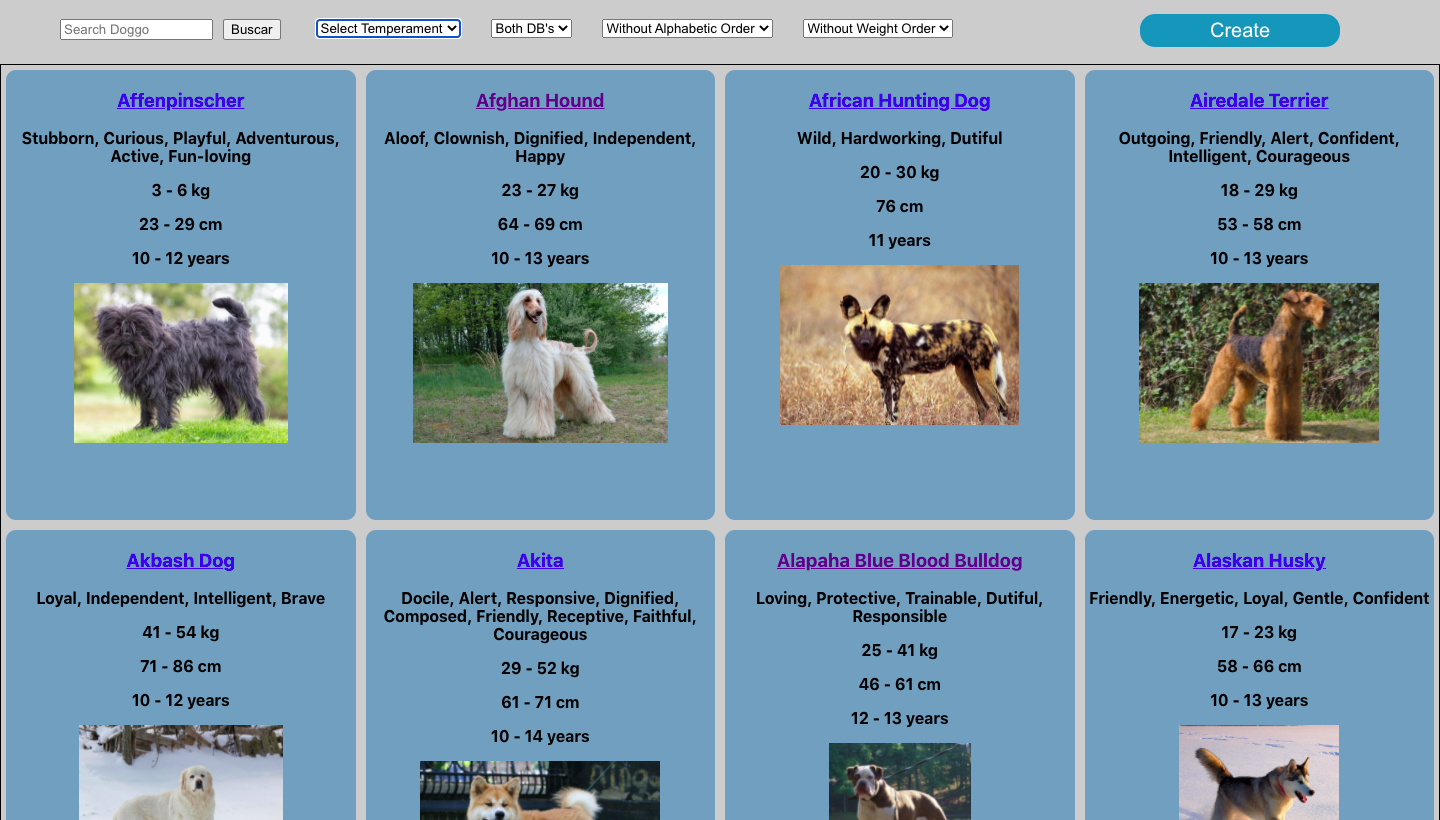 Search Doggo
Buscar
Select Temperament
Both DB's
Without Alphabetic Order
Without Weight Order
Create
Affenpinscher
Stubborn, Curious, Playful, Adventurous,
Active, Fun-loving
3 - 6 kg
23 - 29 cm
10 - 12 years
Afghan Hound
Aloof, Clownish, Dignified, Independent,
Happy
23 - 27 kg
64 - 69 cm
10 - 13 years
African Hunting Dog
Wild, Hardworking, Dutiful
20 - 30 kg
76 cm
11 years
Airedale Terrier
Outgoing, Friendly, Alert, Confident,
Intelligent, Courageous
18 - 29 kg
53 - 58 cm
10 - 13 years
Akbash Dog
Loyal, Independent, Intelligent, Brave
41 - 54 kg
71 - 86 cm
10 - 12 years
Akita
Docile, Alert, Responsive, Dignified,
Composed, Friendly, Receptive, Faithful,
Courageous
29 - 52 kg
61 - 71 cm
10 - 14 years
Alapaha Blue Blood Bulldog
Loving, Protective, Trainable, Dutiful,
Responsible
25 - 41 kg
46 - 61 cm
12 - 13 years
Alaskan Husky
Friendly, Energetic, Loyal, Gentle, Confident
17 - 23 kg
58 - 66 cm
10 - 13 years